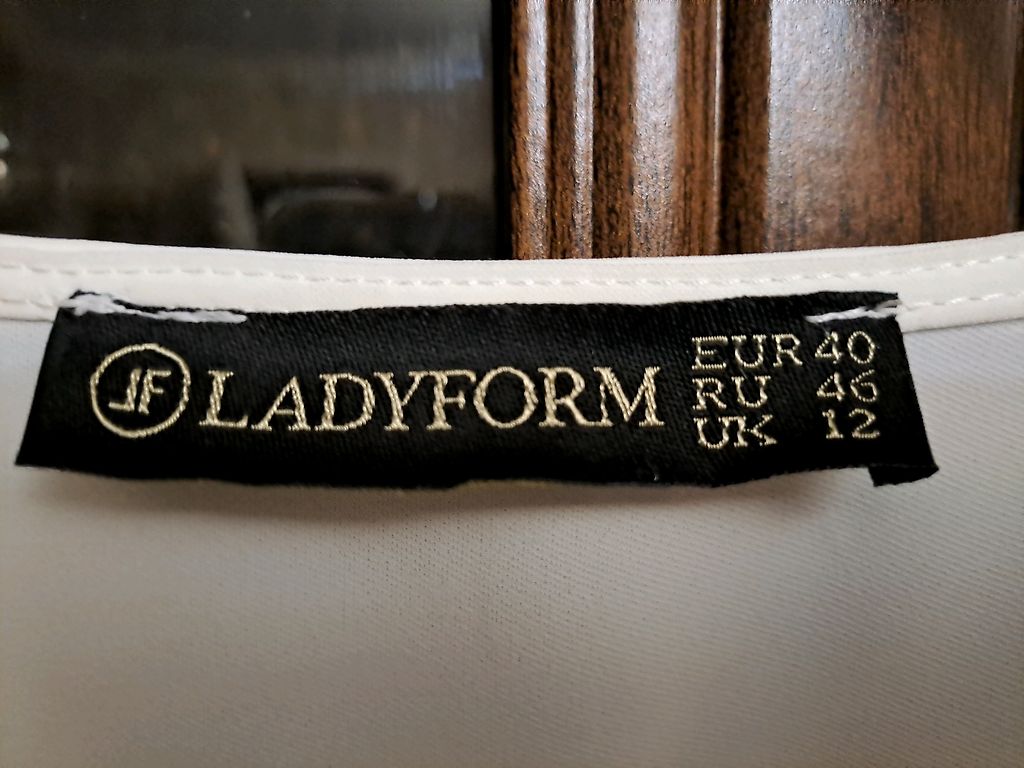 LF LADYFORM
EUR 40
RU 46
UK 12